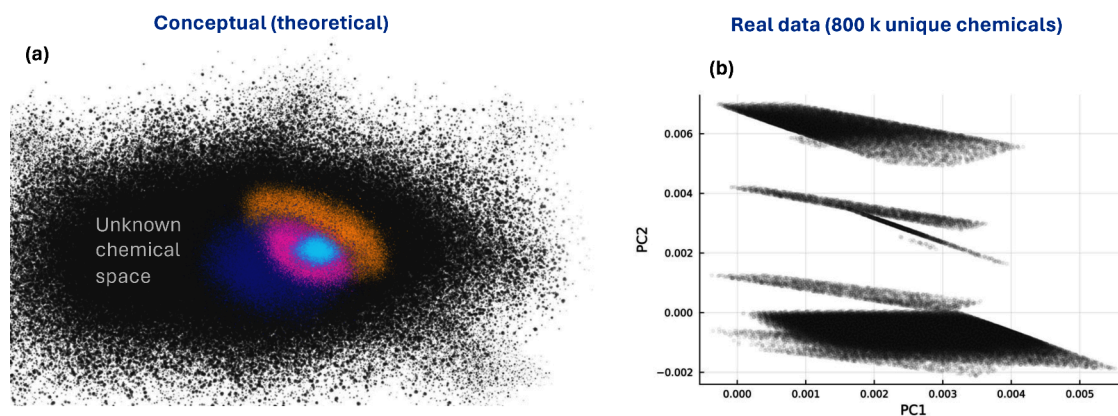 Conceptual (theoretical)
Real data (800 k unique chemicals)
(a)
Unknown
chemical
space
(b)
0.006
0.004
0.002
0.000
−0.002
PC2
0.000
0.001
0.002
0.003
0.004
0.005
PC1